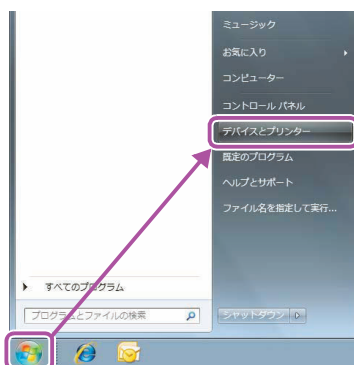 ミュージック
お気に入り
コンピューター
コントロール パネル
デバイスとプリンター
既定のプログラム
ヘルプとサポート
ファイル名を指定して実行...
すべてのプログラム
プログラムとファイルの検索
シャットダウン